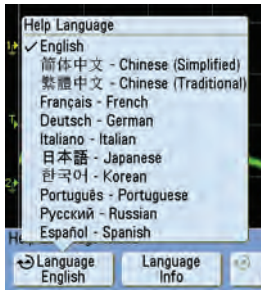 Help Language
English
简体中文 - Chinese (Simplified)
繁體中文 - Chinese (Traditional)
Français - French
Deutsch - German
Italiano - Italian
日本語 - Japanese
한국어 - Korean
Português - Portuguese
Русский - Russian
Español - Spanish
Language
English
Language
Info